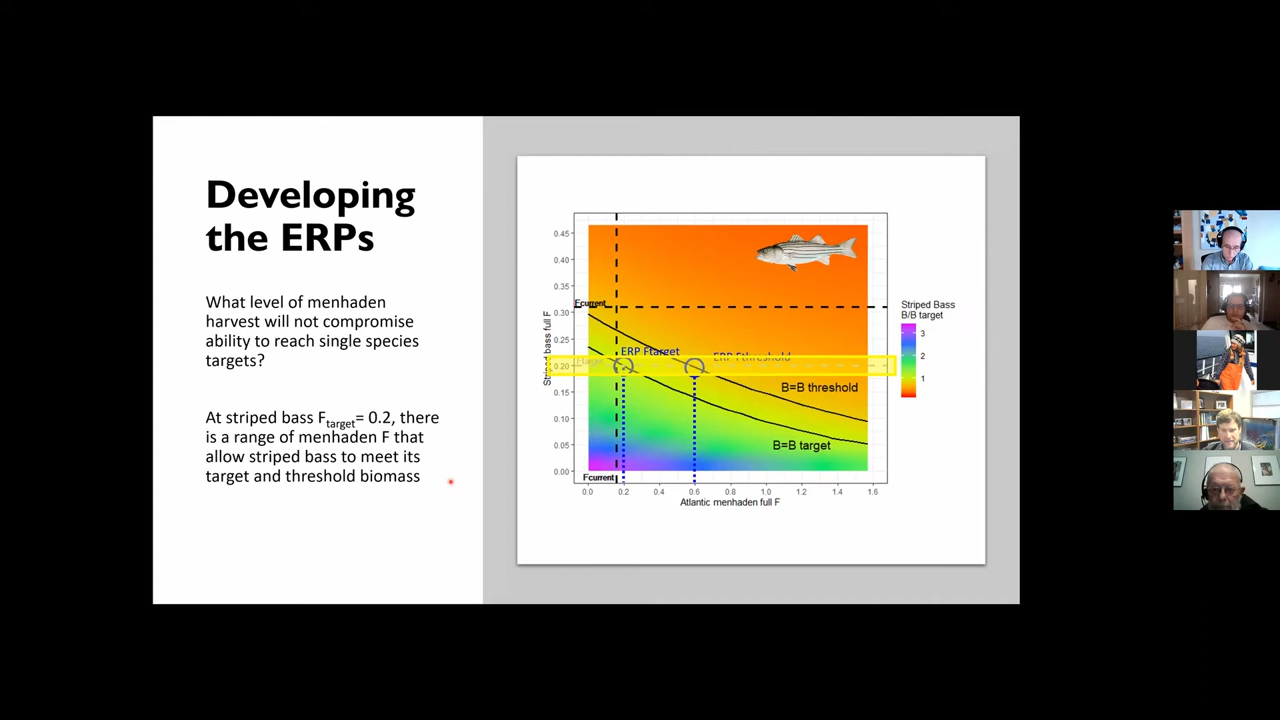 Developing
the ERPs
What level of menhaden
harvest will not compromise
ability to reach single species
targets?
At striped bass Ftarget= 0.2, there
is a range of menhaden F that
allow striped bass to meet its
target and threshold biomass
0.45
0.40
0.35
0.30
0.25
0.20
0.15
0.10
0.05
0.00
Striped bass full F
Fcurrent
Ftarget
ERP Ftarget
ERP Fthreshold
B=B threshold
B=B target
Fcurrent
0.0 0.2 0.4 0.6 0.8 1.0 1.2 1.4 1.6
Atlantic menhaden full F
Striped Bass
B/B target
3
2
1